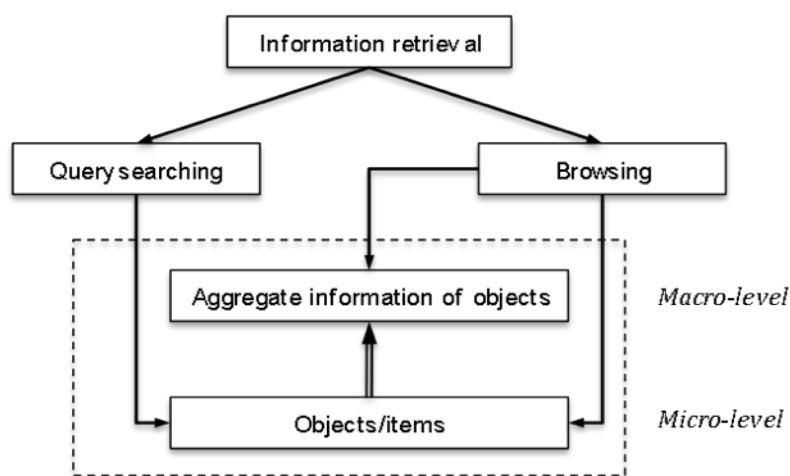 Information retrieval
Query searching
Browsing
Aggregate information of objects
Macro-level
Objects/items
Micro-level